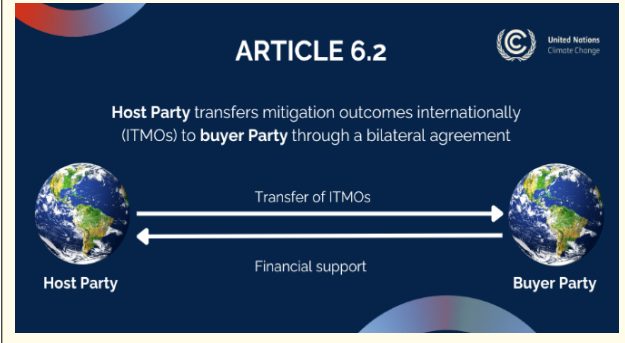 ARTICLE 6.2
United Nations
Climate Change
Host Party transfers mitigation outcomes internationally
(ITMOs) to buyer Party through a bilateral agreement
Transfer of ITMOs
Financial support
Host Party
Buyer Party